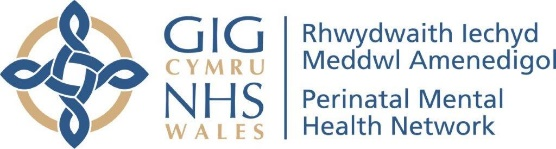 GIG
CYMRU
NHS
WALES
Rhwydwaith Iechyd
Meddwl Amenedigol
Perinatal Mental
Health Network